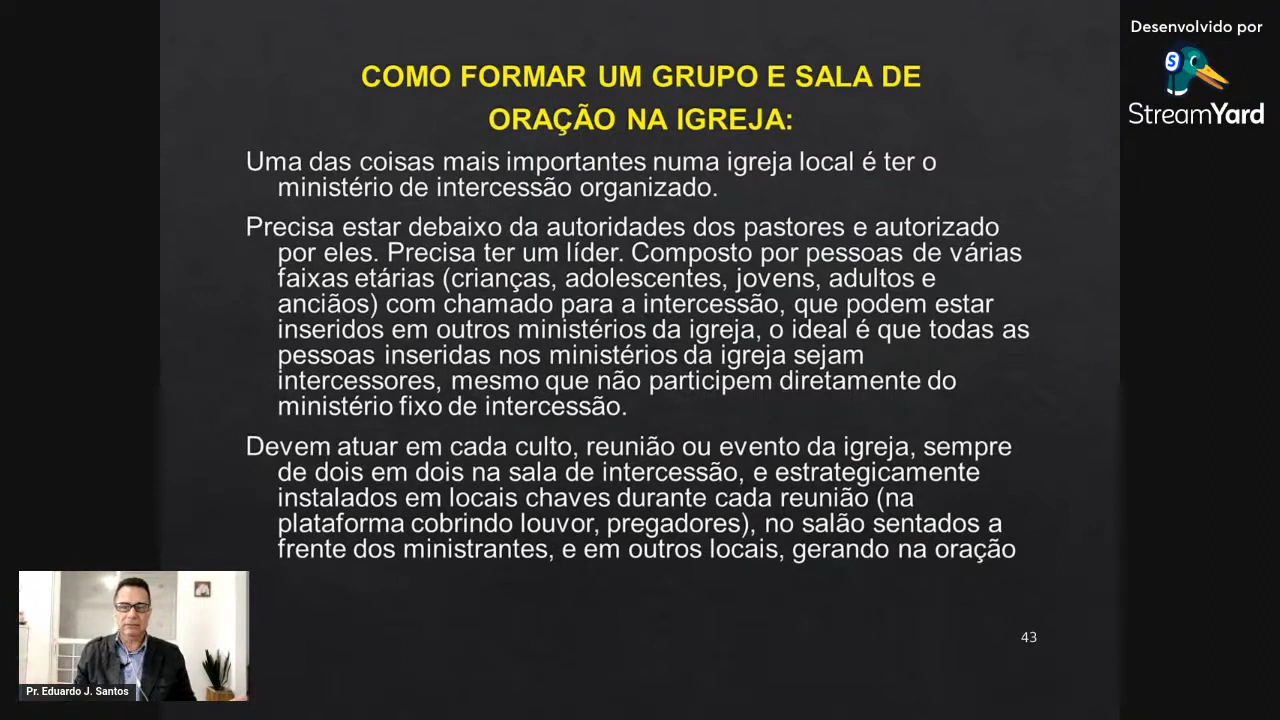 Desenvolvido por
StreamYard
COMO FORMAR UM GRUPO E SALA DE
ORAÇÃO NA IGREJA:
Uma das coisas mais importantes numa igreja local é ter o
ministério de intercessão organizado.
Precisa estar debaixo da autoridades dos pastores e autorizado
por eles. Precisa ter um líder. Composto por pessoas de várias
faixas etárias (crianças, adolescentes, jovens, adultos e
anciãos) com chamado para a intercessão, que podem estar
inseridos em outros ministérios da igreja, o ideal é que todas as
pessoas inseridas nos ministérios da igreja sejam
intercessores, mesmo que não participem diretamente do
ministério fixo de intercessão.
Devem atuar em cada culto, reunião ou evento da igreja, sempre
de dois em dois na sala de intercessão, e estrategicamente
instalados em locais chaves durante cada reunião (na
plataforma cobrindo louvor, pregadores), no salão sentados a
frente dos ministrantes, e em outros locais, gerando na oração
43
Pr. Eduardo J. Santos